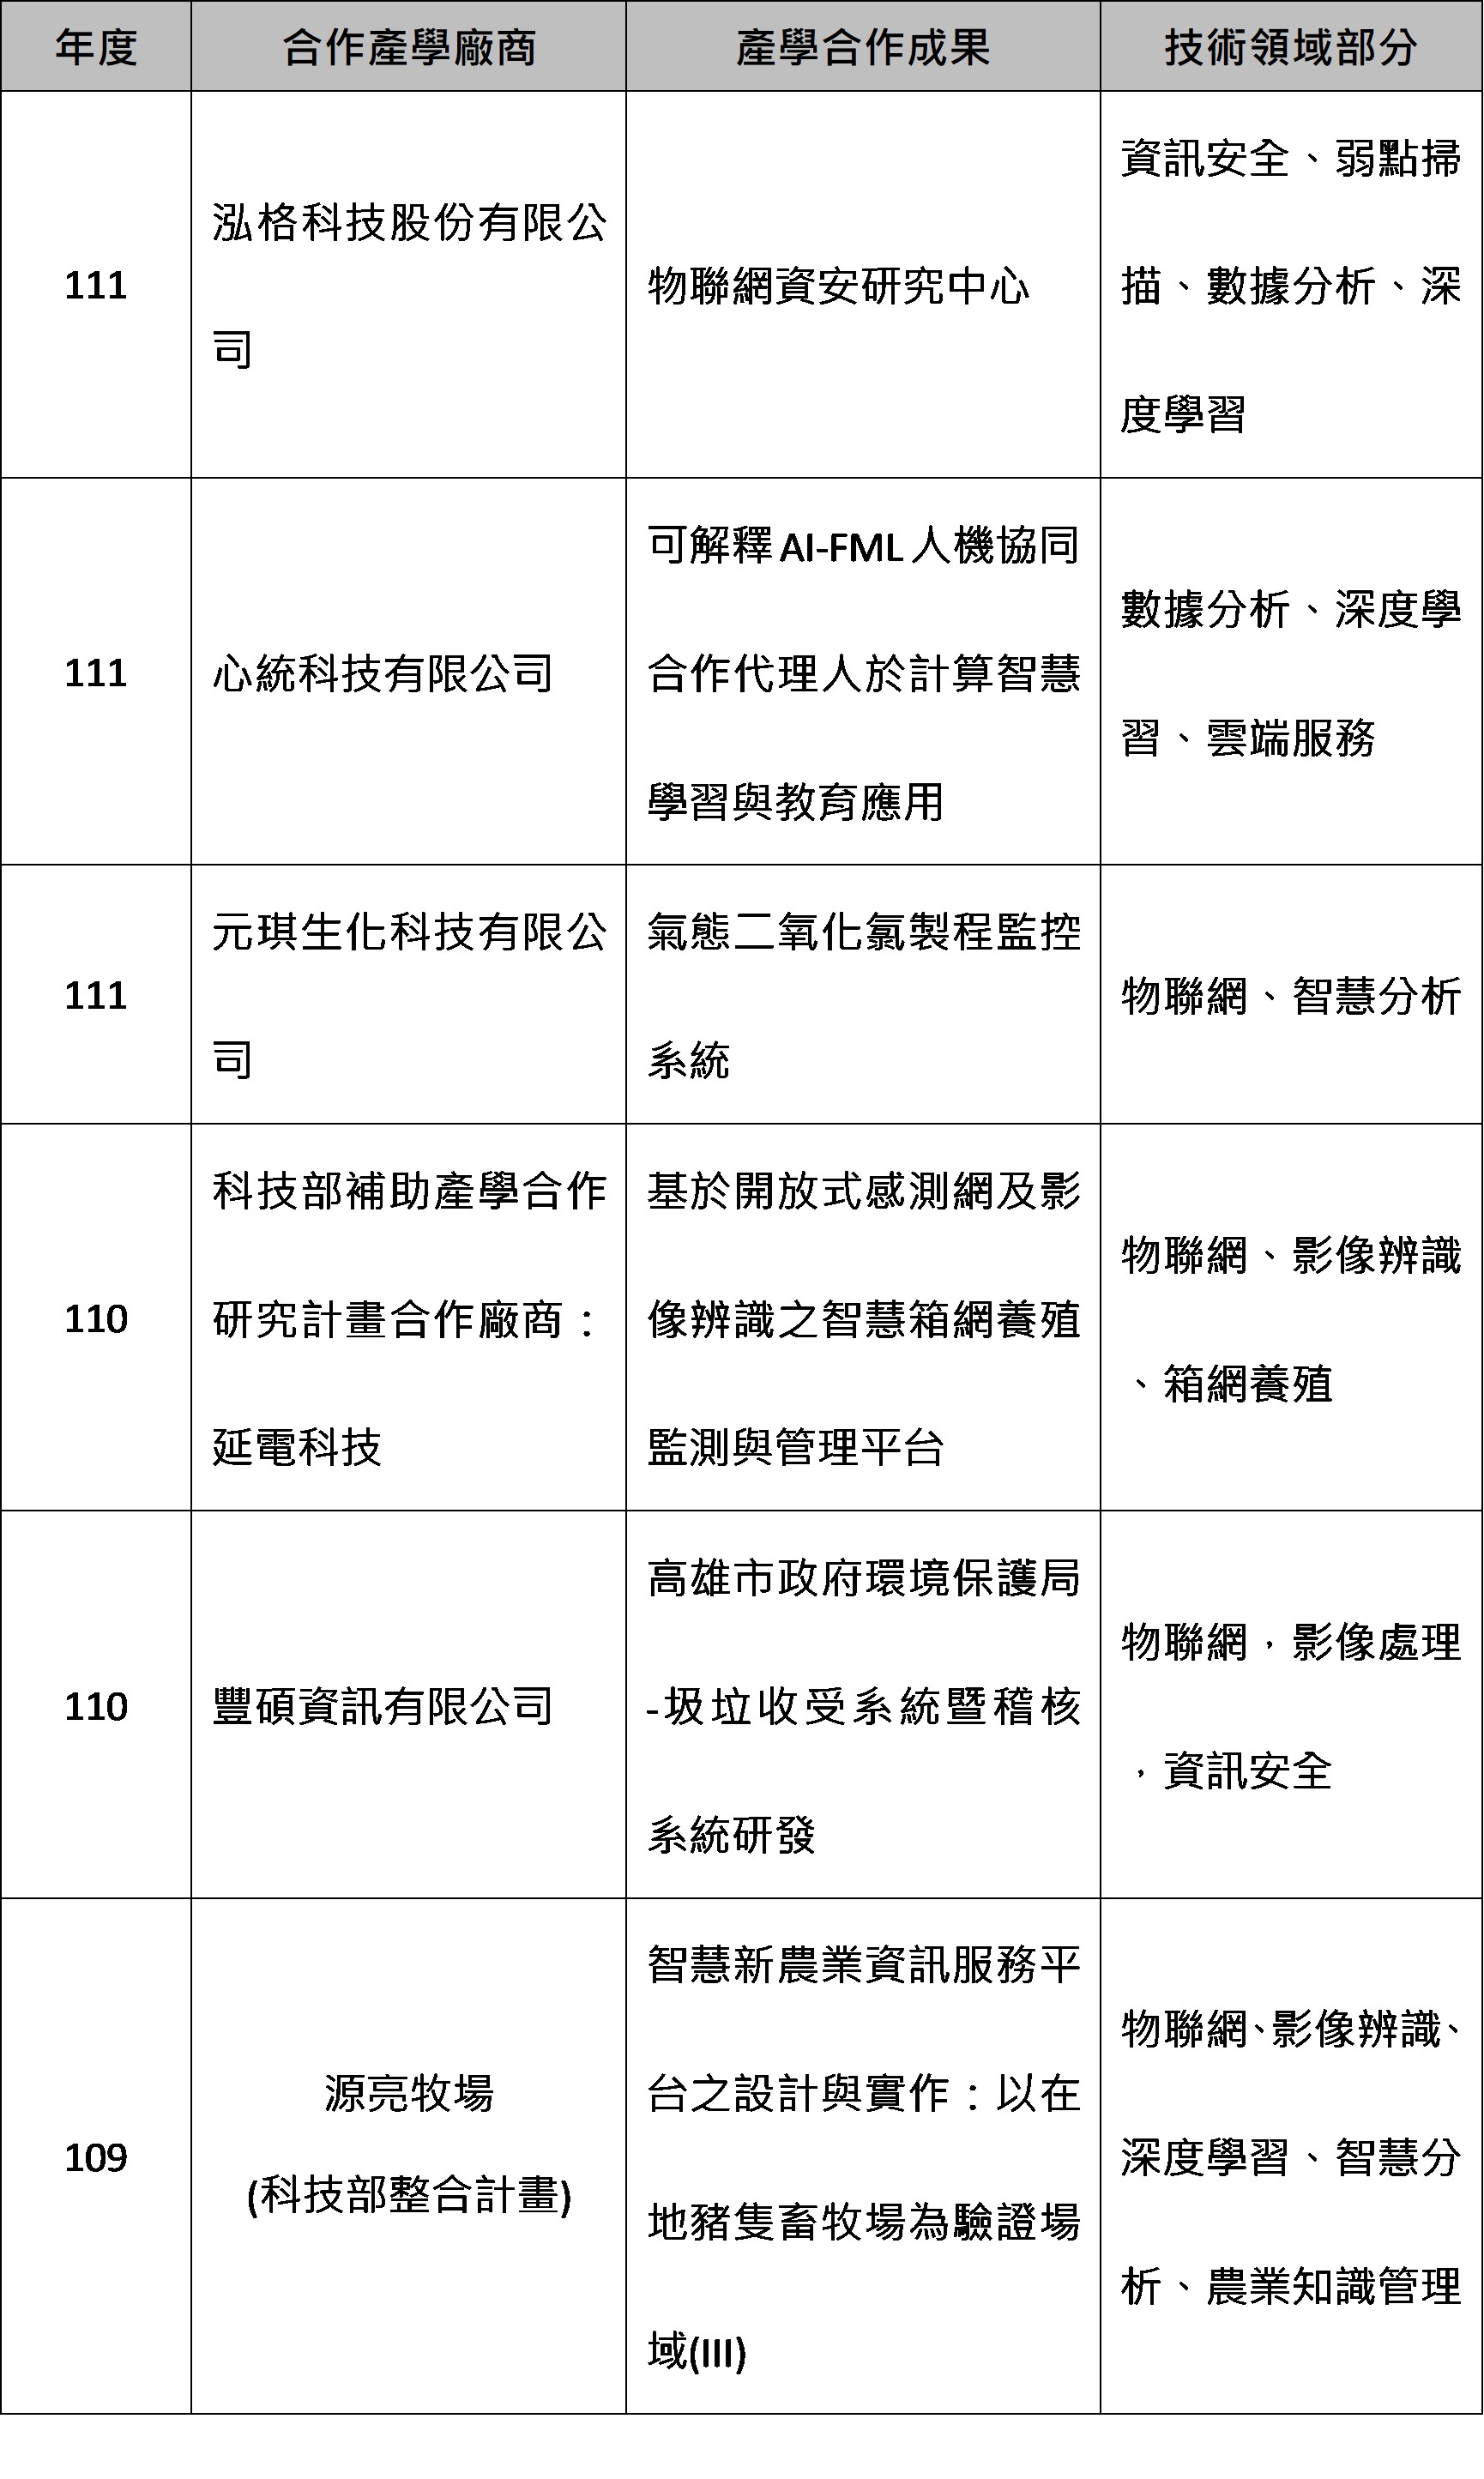 年度
合作產學廠商
產學合作成果
技術領域部分
111
泓格科技股份有限公
司
物聯網資安研究中心
資訊安全、弱點掃
描、數據分析、深
度學習
111
心統科技有限公司
可解釋AI-FML人機協同
合作代理人於計算智慧
學習與教育應用
數據分析、深度學
習、雲端服務
111
元琪生化科技有限公
司
氣態二氧化氯製程監控
系統
物聯網、智慧分析
110
科技部補助產學合作
研究計畫合作廠商：
延電科技
基於開放式感測網及影
像辨識之智慧箱網養殖
監測與管理平台
物聯網、影像辨識
、箱網養殖
110
豐碩資訊有限公司
高雄市政府環境保護局
-圾垃收受系統暨稽核
系統研發
物聯網，影像處理
，資訊安全
109
源亮牧場
(科技部整合計畫)
智慧新農業資訊服務平
台之設計與實作：以在
地豬隻畜牧場為驗證場
域(III)
物聯網、影像辨識、
深度學習、智慧分
析、農業知識管理